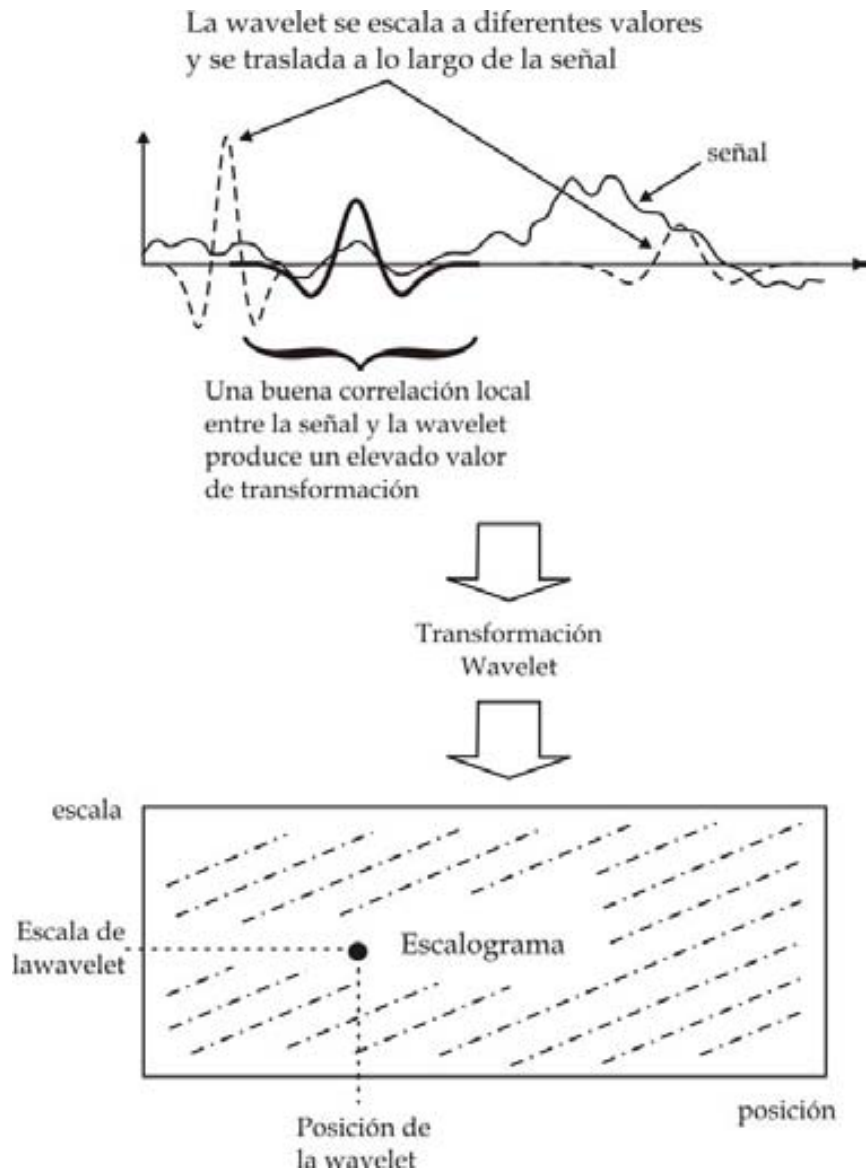 La wavelet se escala a diferentes valores
y se traslada a lo largo de la señal
señal
Una buena correlación local
entre la señal y la wavelet
produce un elevado valor
de transformación
Transformación
Wavelet
escala
Escala de
lawavelet
Escalograma
posición
Posición de
la wavelet